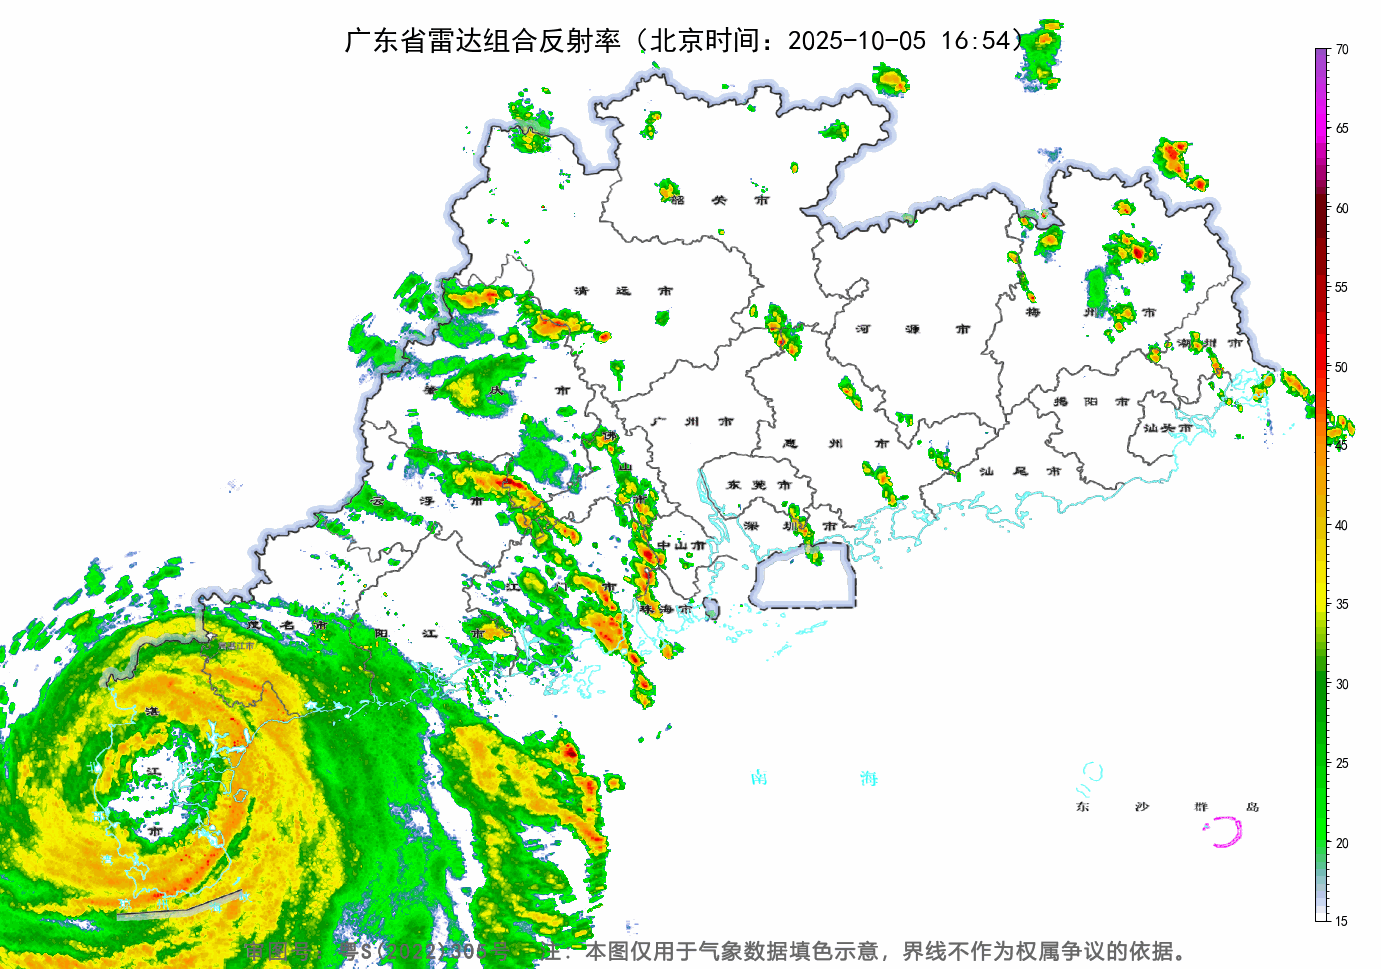 广东省雷达组合反射率（北京时间：2025-10-05 16:54）
70
65
60
55
50
45
40
35
30
25
20
15
韶关市
清远市
河源市
梅州市
潮州市
肇庆市
揭阳市
广州市
汕头市
佛山市
惠州市
汕尾市
东莞市
云浮市
深圳市
中山市
江门市
珠海市
茂名市
阳江市
湛江市
南海
东沙群岛
审图号：粤S(2022)006号 注：本图仅用于气象数据填色示意，界线不作为权属争议的依据。